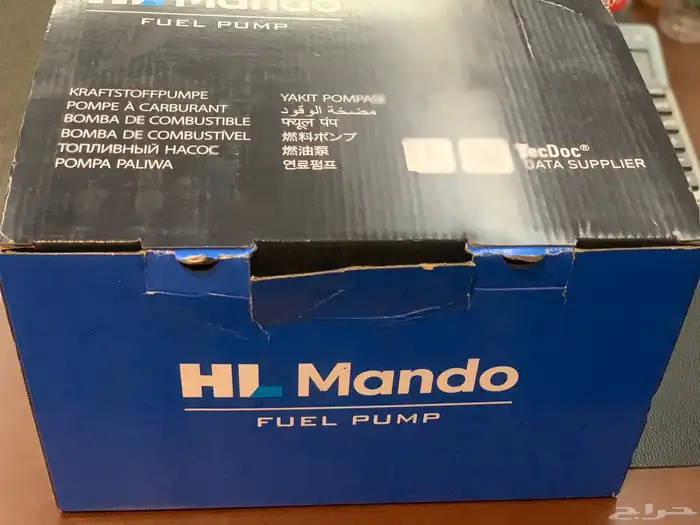 HL Mando
FUEL PUMP
KRAFTSTOFFPUMPE
POMPE À CARBURANT
BOMBA DE COMBUSTIBLE
BOMBA DE COMBUSTÍVEL
ТОПЛИВНЫЙ НАСОС
POMPA PALIWA
YAKIT POMPASI
مضخة الوقود
फ्यूल पंप
燃料ポンプ
燃油泵
연료펌프
TecDoc®
DATA SUPPLIER
HL Mando
FUEL PUMP
حراج